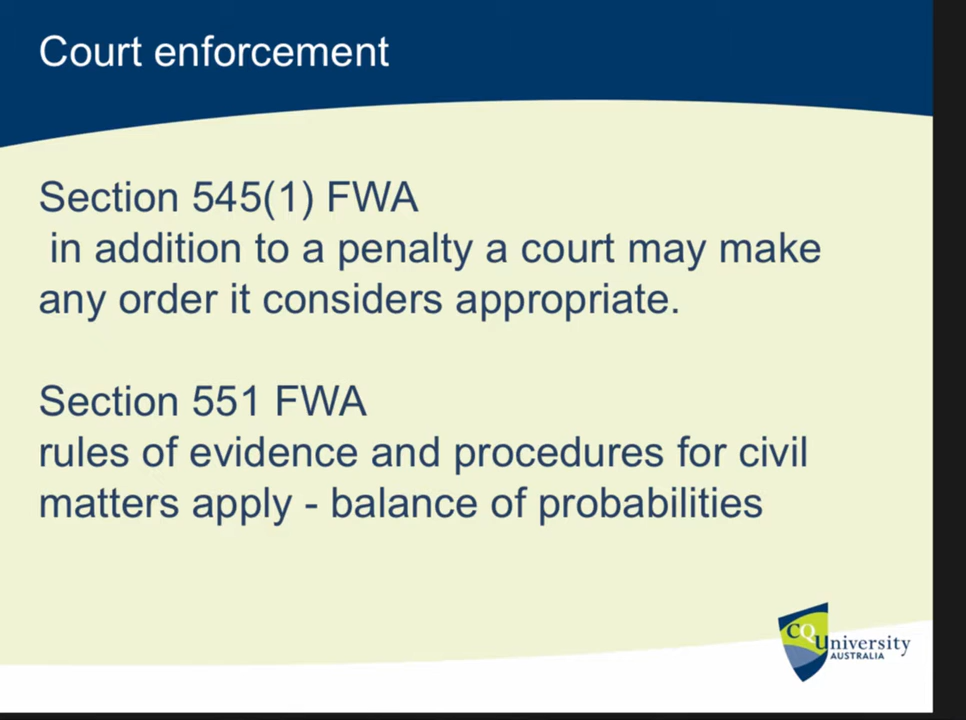 Court enforcement
Section 545(1) FWA
in addition to a penalty a court may make
any order it considers appropriate.
Section 551 FWA
rules of evidence and procedures for civil
matters apply - balance of probabilities
CQUniversity
AUSTRALIA